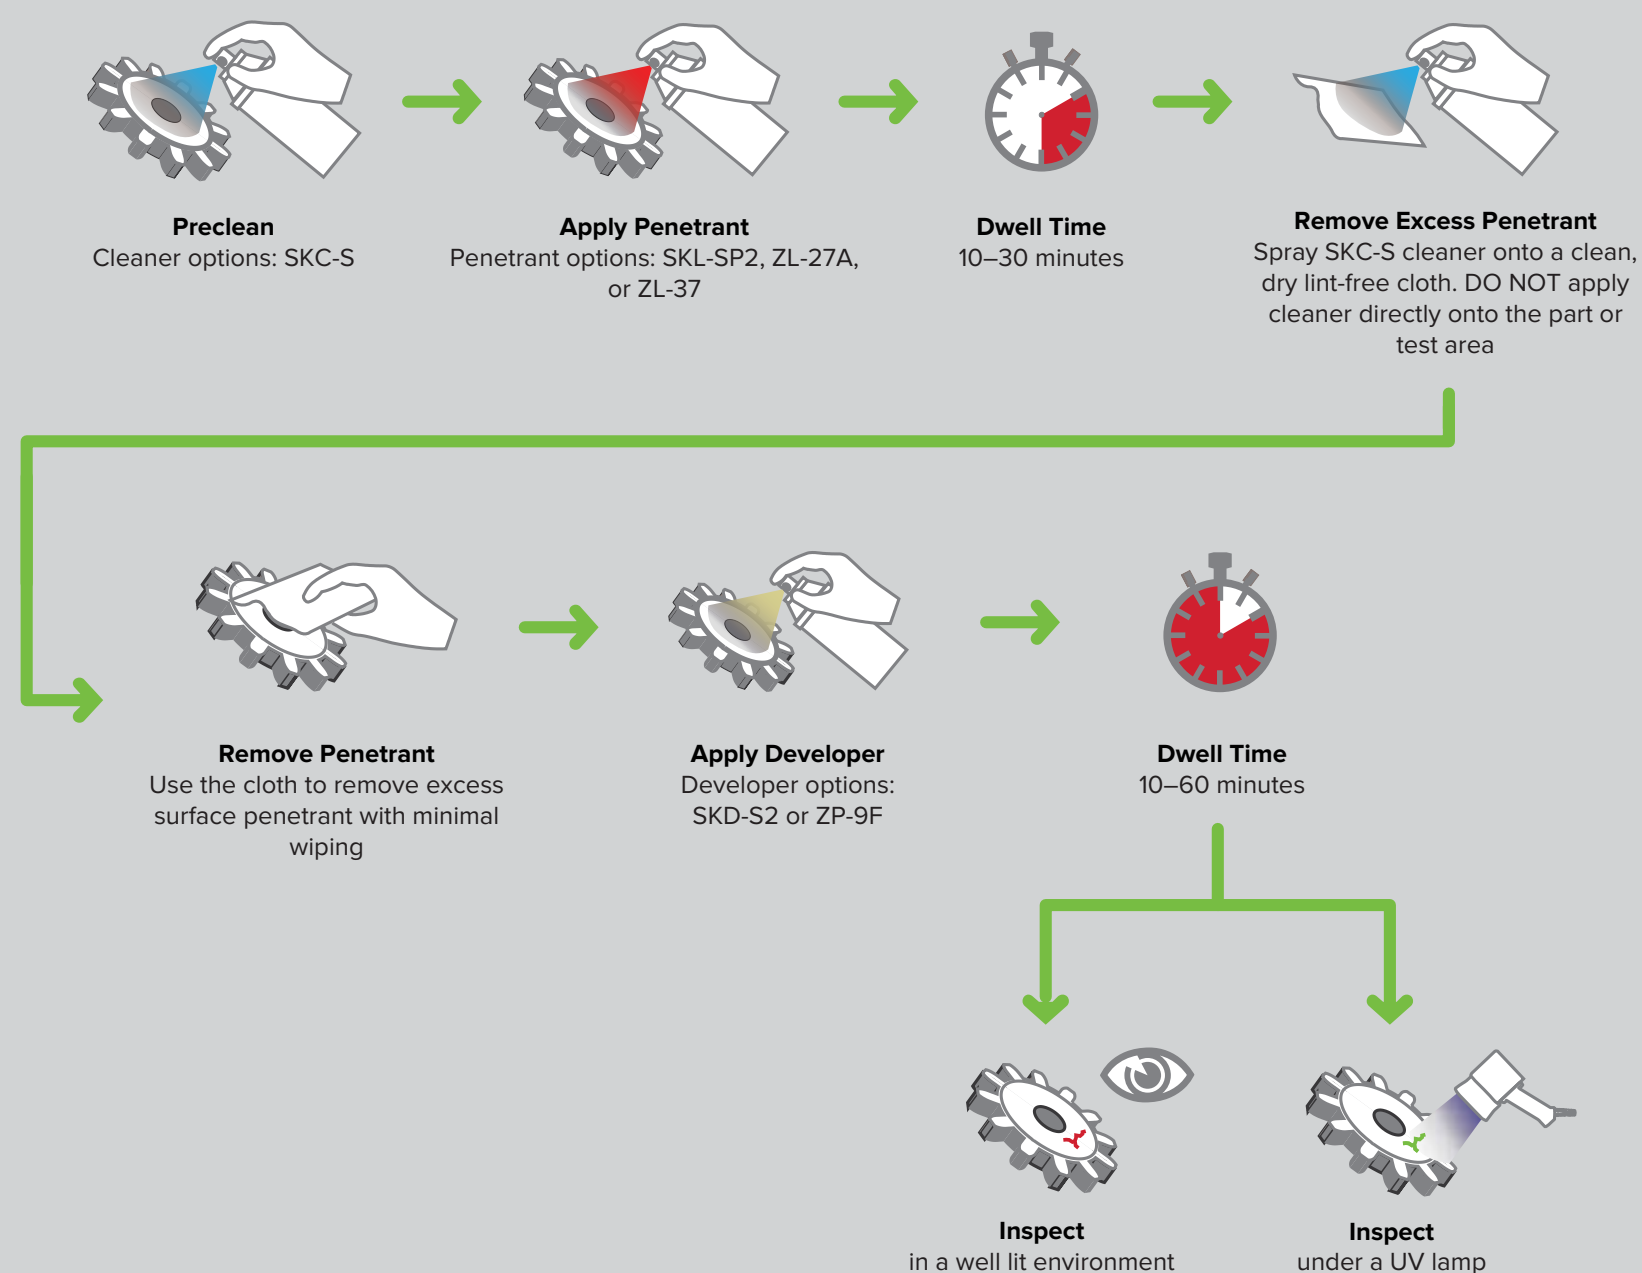 Preclean
Cleaner options: SKC-S
Apply Penetrant
Penetrant options: SKL-SP2, ZL-27A,
or ZL-37
Dwell Time
10–30 minutes
Remove Excess Penetrant
Spray SKC-S cleaner onto a clean,
dry lint-free cloth. DO NOT apply
cleaner directly onto the part or
test area
Remove Penetrant
Use the cloth to remove excess
surface penetrant with minimal
wiping
Apply Developer
Developer options:
SKD-S2 or ZP-9F
Dwell Time
10–60 minutes
Inspect
in a well lit environment
Inspect
under a UV lamp